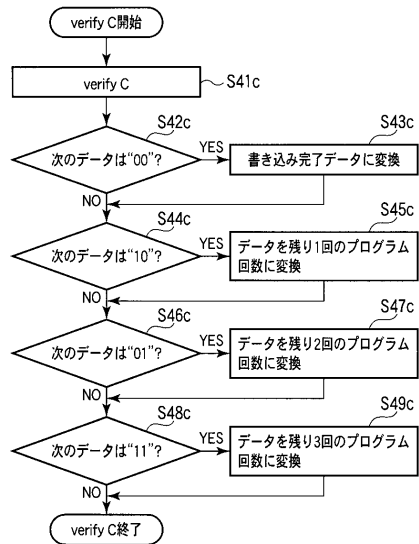 verify C開始
verify C
S41c
S42c
次のデータは“00”?
YES
S43c
書き込み完了データに変換
NO
S44c
次のデータは“10”?
YES
S45c
データを残り1回のプログラム
回数に変換
NO
S46c
次のデータは“01”?
YES
S47c
データを残り2回のプログラム
回数に変換
NO
S48c
次のデータは“11”?
YES
S49c
データを残り3回のプログラム
回数に変換
NO
verify C終了